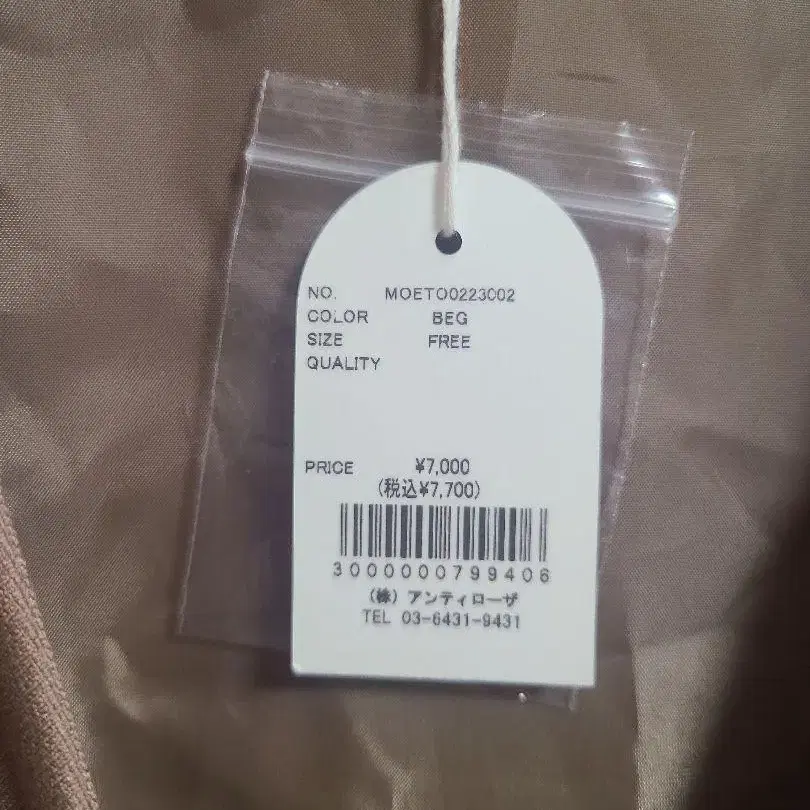 NO. MOETO0223002
COLOR BEG
SIZE FREE
QUALITY
PRICE ¥7,000
(税込¥7,700)
3000000799406
(株) アンティローザ
TEL 03-6431-9431